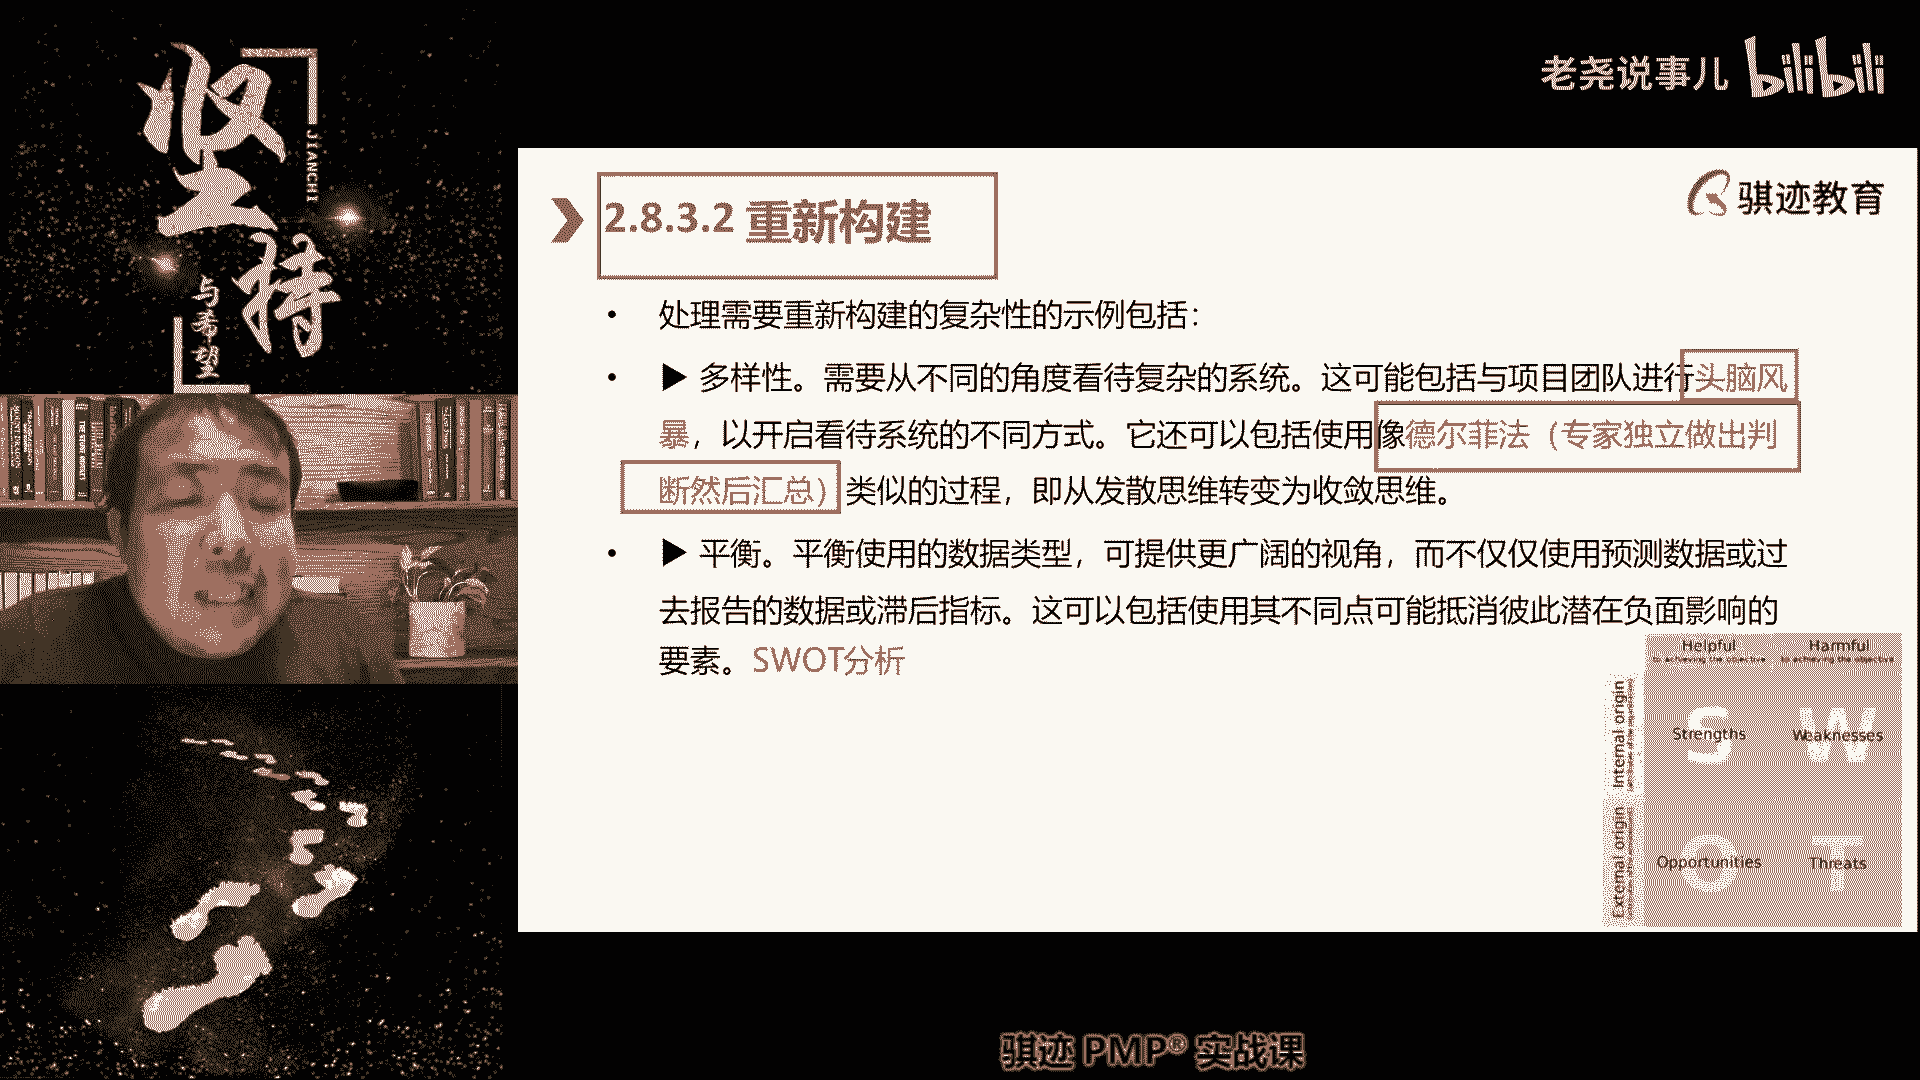 坚持
JIANCHI
与希望
老尧说事儿 bilibili
骐迹教育
2.8.3.2 重新构建
• 处理需要重新构建的复杂性的示例包括：
• ▶ 多样性。需要从不同的角度看待复杂的系统。这可能包括与项目团队进行头脑风
暴，以开启看待系统的不同方式。它还可以包括使用像德尔菲法（专家独立做出判
断然后汇总）类似的过程，即从发散思维转变为收敛思维。
• ▶ 平衡。平衡使用的数据类型，可提供更广阔的视角，而不仅仅使用预测数据或过
去报告的数据或滞后指标。这可以包括使用其不同点可能抵消彼此潜在负面影响的
要素。SWOT分析
Helpful
to achieving the objective
Harmful
to achieving the objective
Internal origin
S
Strengths
W
Weaknesses
External origin
O
Opportunities
T
Threats
骐迹 PMP® 实战课